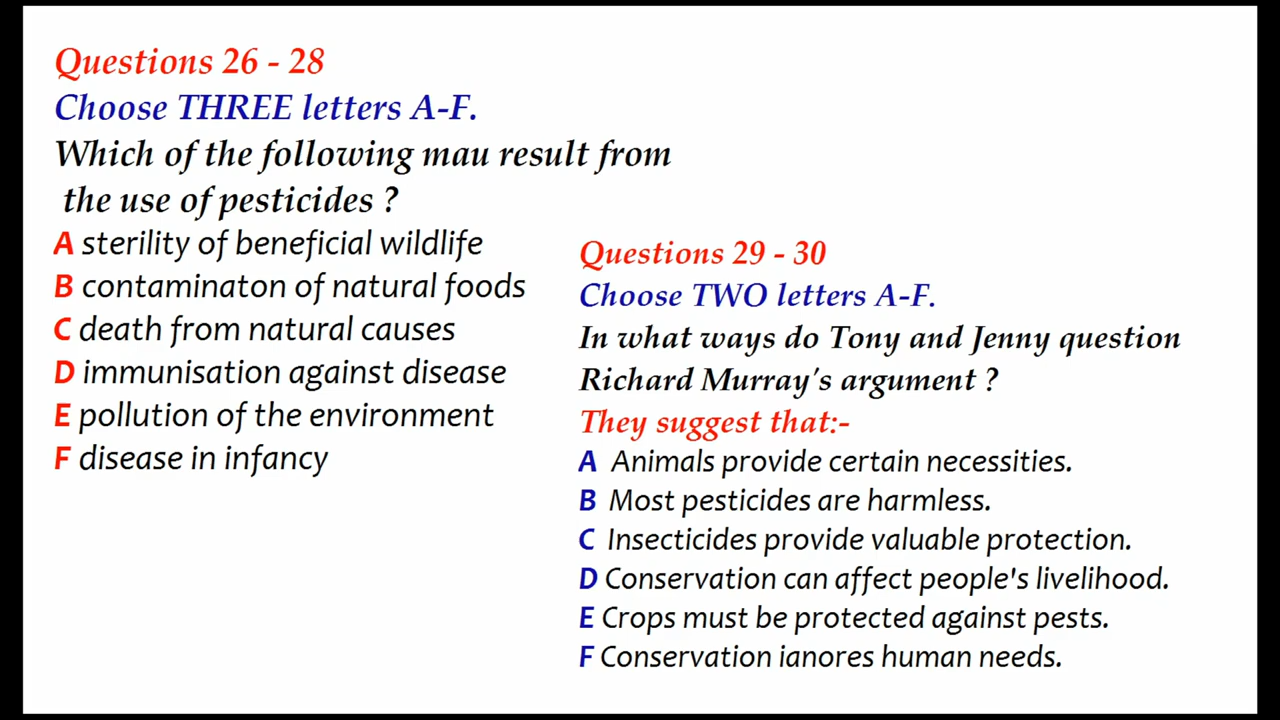 Questions 26 - 28
Choose THREE letters A-F.
Which of the following mau result from
the use of pesticides ?
A sterility of beneficial wildlife
B contaminaton of natural foods
C death from natural causes
D immunisation against disease
E pollution of the environment
F disease in infancy
Questions 29 - 30
Choose TWO letters A-F.
In what ways do Tony and Jenny question
Richard Murray's argument ?
They suggest that:-
A Animals provide certain necessities.
B Most pesticides are harmless.
C Insecticides provide valuable protection.
D Conservation can affect people's livelihood.
E Crops must be protected against pests.
F Conservation ianores human needs.